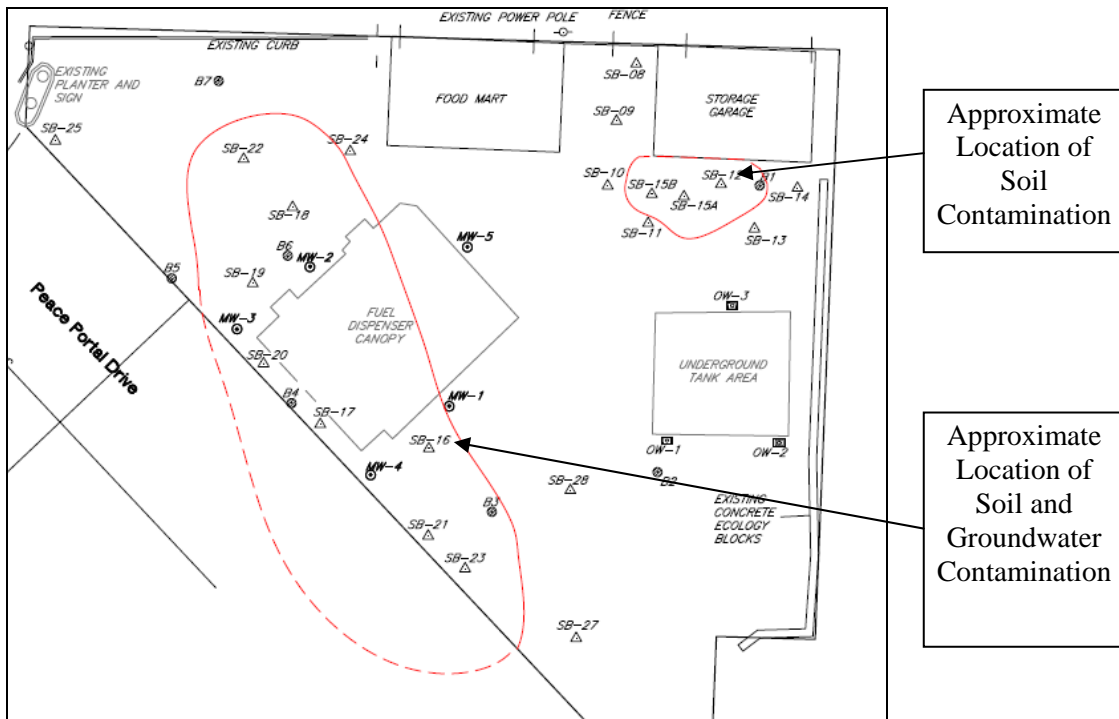 EXISTING POWER POLE
FENCE
EXISTING CURB
EXISTING
PLANTER AND
SIGN
B7
FOOD MART
SB-08
SB-09
STORAGE
GARAGE
SB-25
SB-22
SB-24
SB-10
SB-15B
SB-12
B1
SB-15A
SB-14
SB-11
SB-13
SB-18
B6
MW-2
MW-5
SB-19
B5
MW-3
Peace Portal Drive
FUEL
DISPENSER
CANOPY
OW-3
UNDERGROUND
TANK AREA
SB-20
B4
SB-17
MW-1
SB-16
OW-1
OW-2
MW-4
SB-28
B2
B3
EXISTING
CONCRETE
ECOLOGY
BLOCKS
SB-21
SB-23
SB-27
Approximate
Location of
Soil
Contamination
Approximate
Location of
Soil and
Groundwater
Contamination